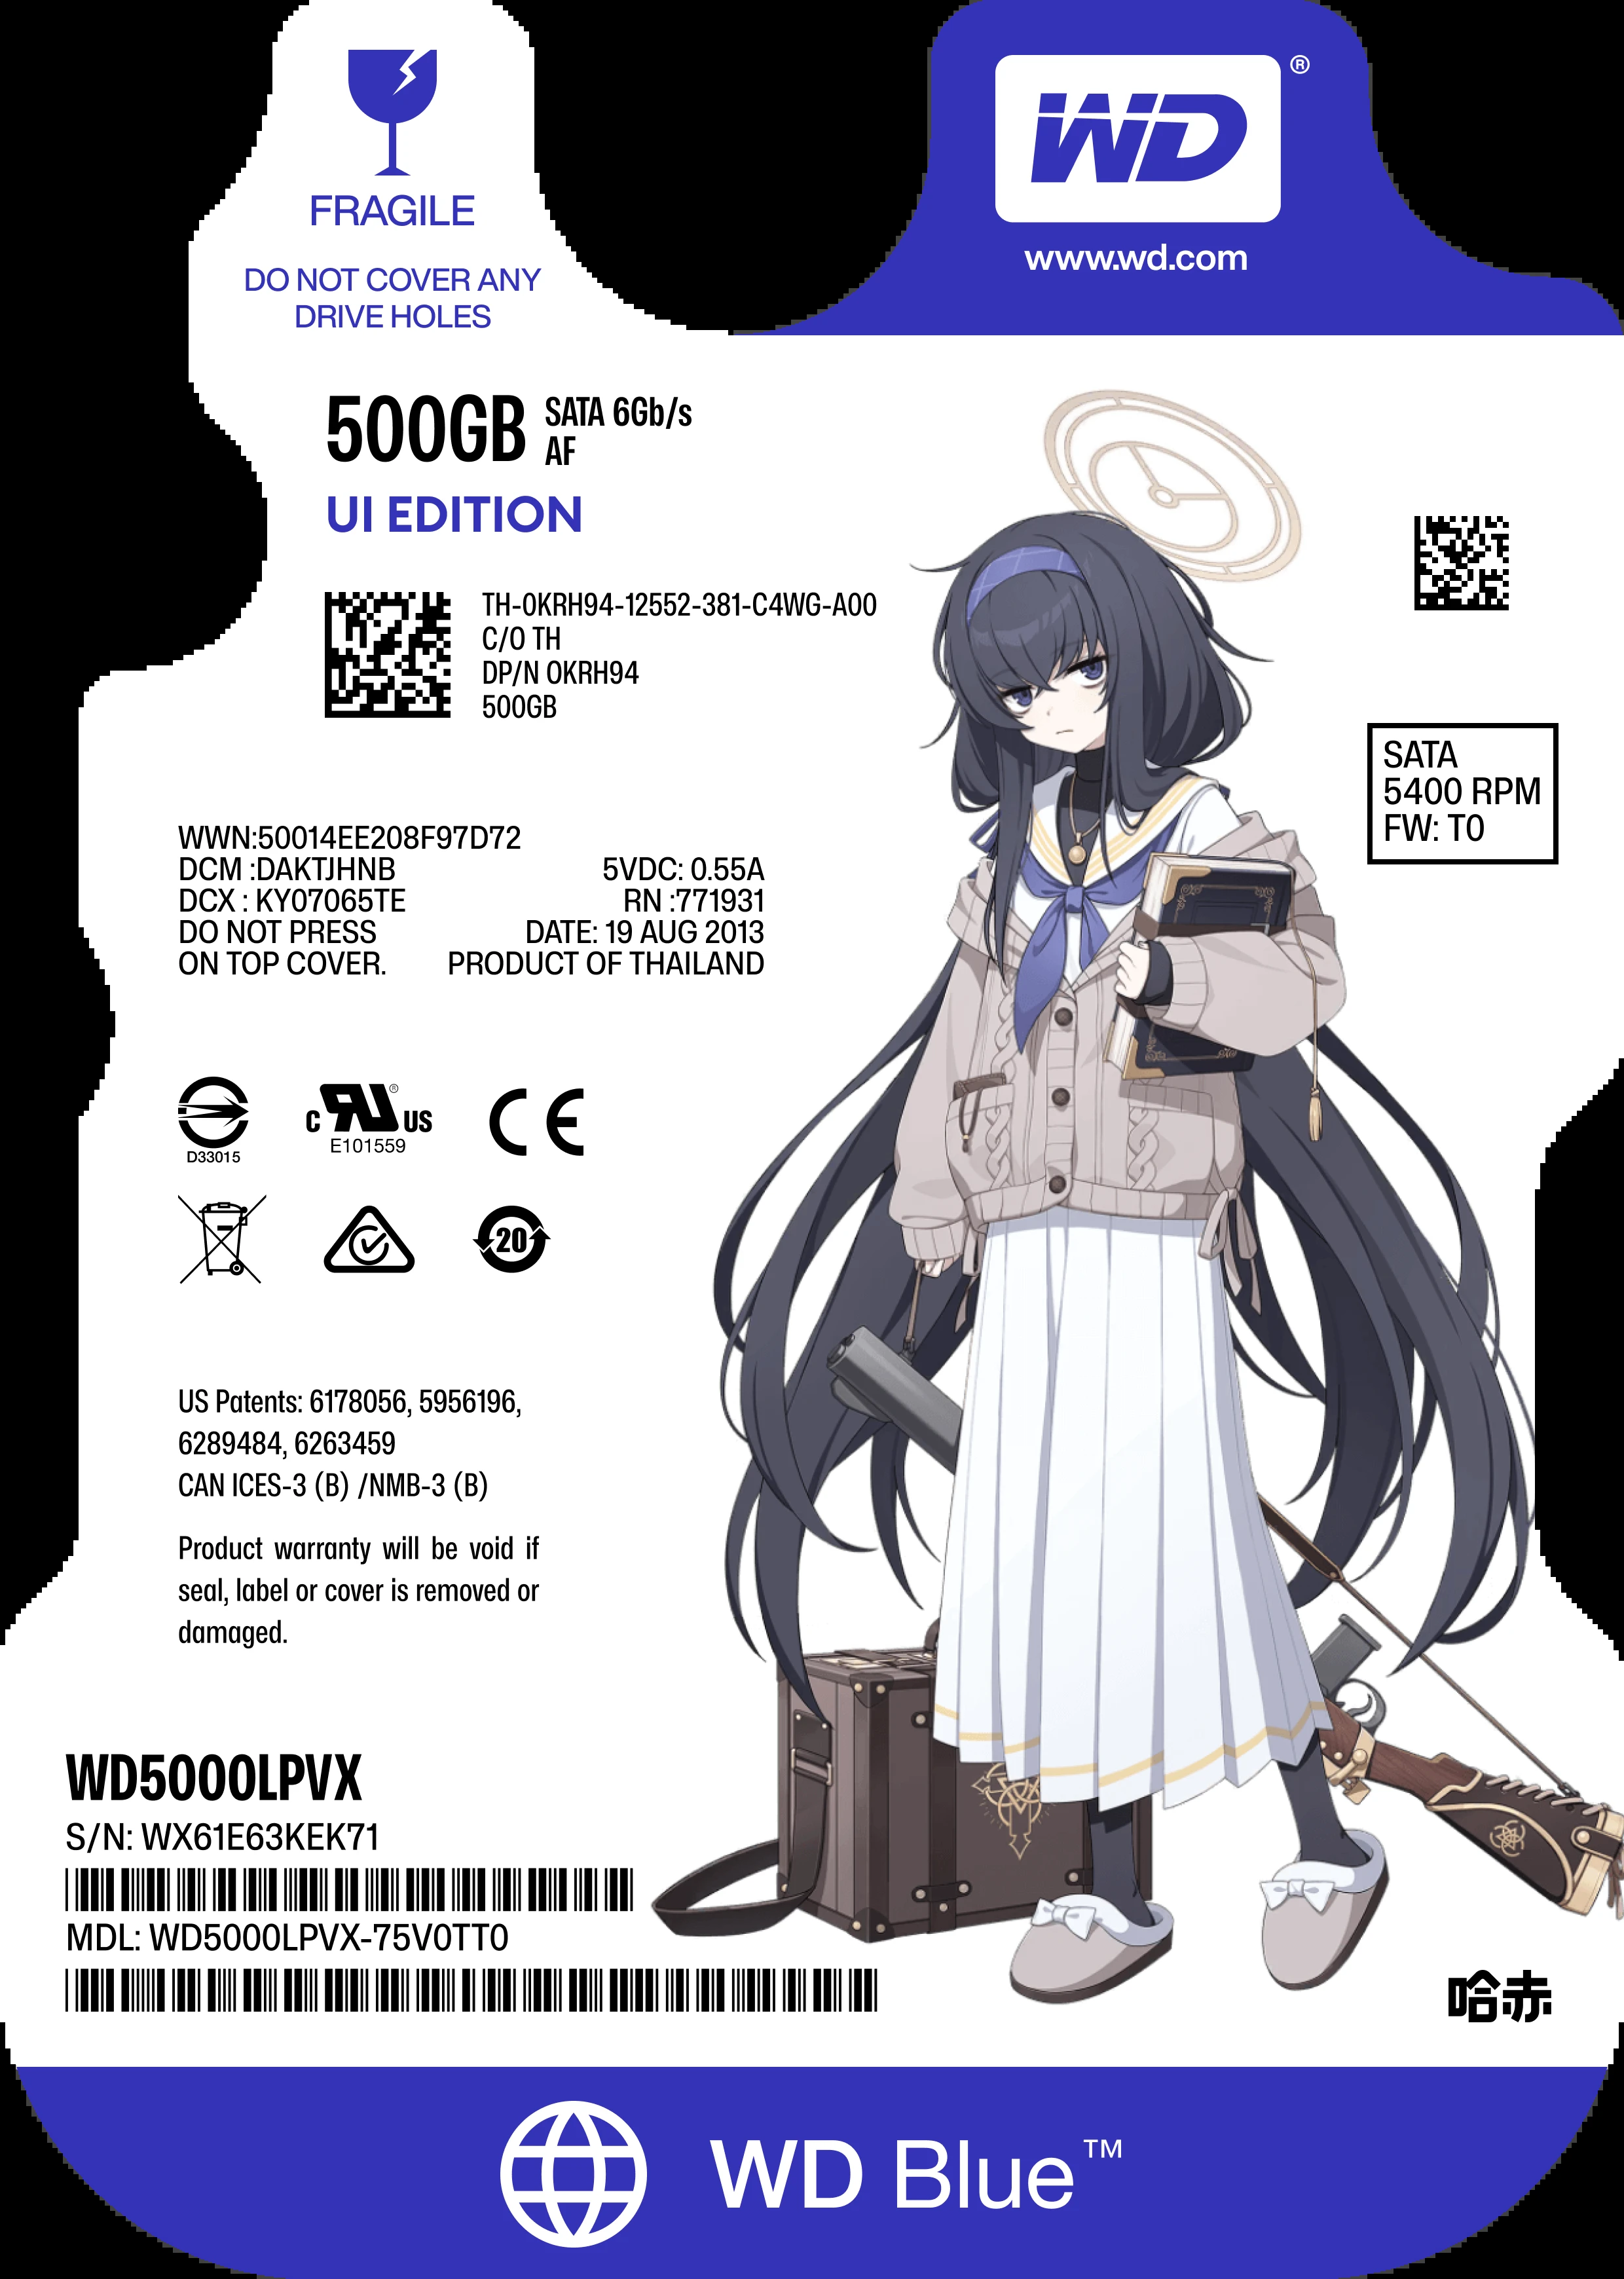 FRAGILE
DO NOT COVER ANY
DRIVE HOLES
WD®
www.wd.com
500GB
SATA 6Gb/s
AF
UI EDITION
TH-0KRH94-12552-381-C4WG-A00
C/O TH
DP/N 0KRH94
500GB
SATA
5400 RPM
FW: T0
WWN:50014EE208F97D72
DCM :DAKTJHNB
5VDC: 0.55A
DCX : KY07065TE
RN :771931
DO NOT PRESS
DATE: 19 AUG 2013
ON TOP COVER.
PRODUCT OF THAILAND
D33015
c RU® US
E101559
CE
20
US Patents: 6178056, 5956196,
6289484, 6263459
CAN ICES-3 (B) /NMB-3 (B)
Product warranty will be void if
seal, label or cover is removed or
damaged.
WD5000LPVX
S/N: WX61E63KEK71
MDL: WD5000LPVX-75V0TT0
哈赤
WD Blue™